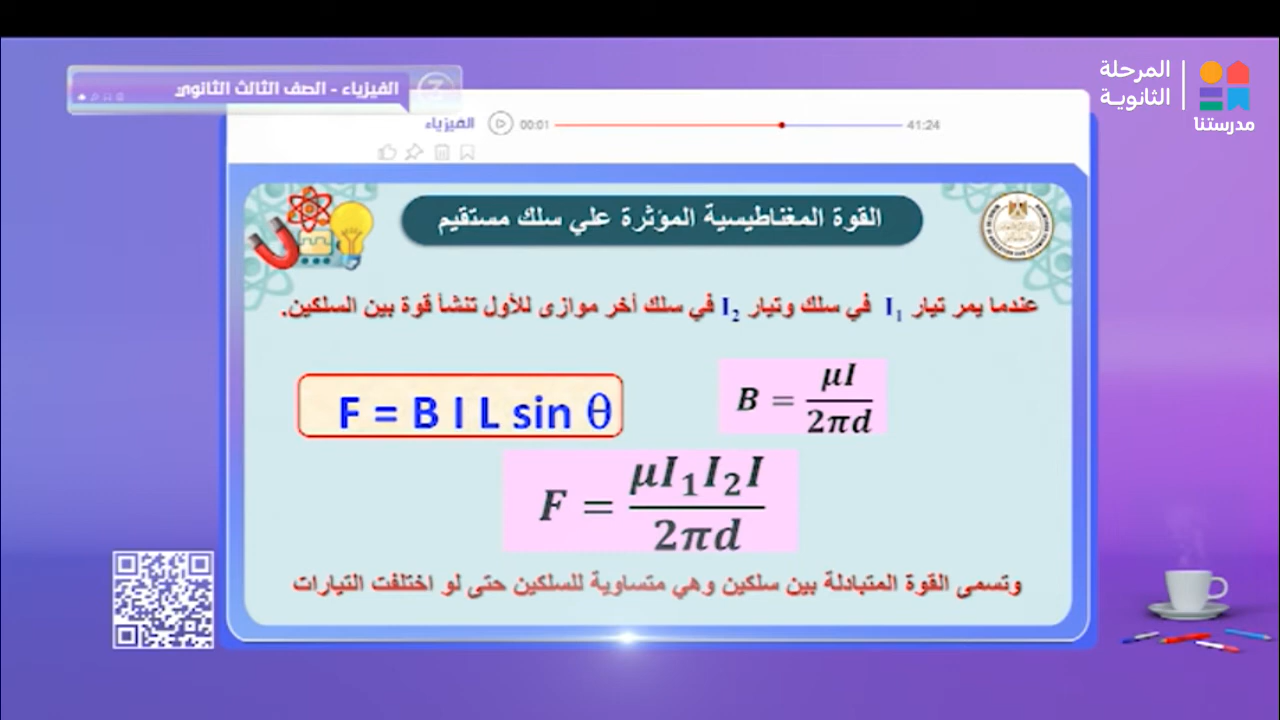 المرحلة
الثانوية
مدرستنا
الفيزياء - الصف الثالث الثانوي
3
الفيزياء
00:01
41:24
القوة المغناطيسية المؤثرة علي سلك مستقيم
عندما يمر تيار I₁ في سلك وتيار I₂ في سلك أخر موازى للأول تنشأ قوة بين السلكين.
F = B I L sin θ
B = μI / 2πd
F = μI₁I₂I / 2πd
وتسمى القوة المتبادلة بين سلكين وهي متساوية للسلكين حتى لو اختلفت التيارات